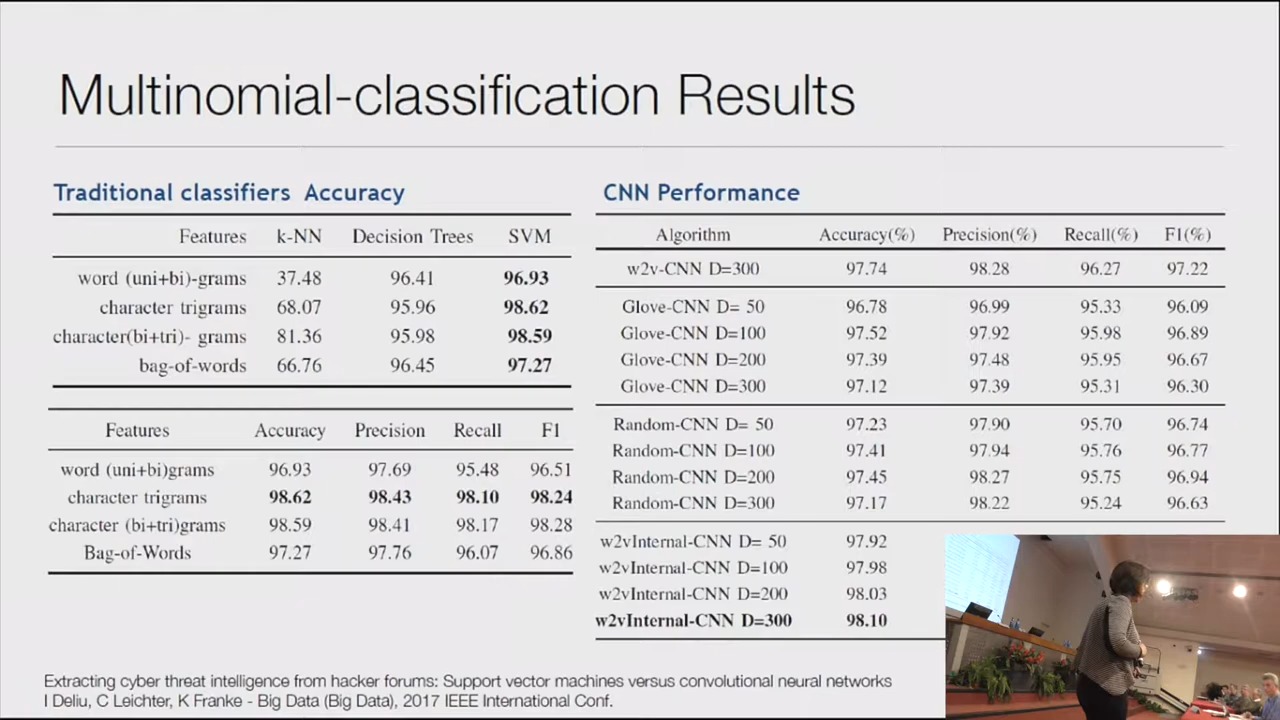 Multinomial-classification Results
Traditional classifiers Accuracy
Features k-NN Decision Trees SVM
word (uni+bi)-grams 37.48 96.41 96.93
character trigrams 68.07 95.96 98.62
character(bi+tri)- grams 81.36 95.98 98.59
bag-of-words 66.76 96.45 97.27
Features Accuracy Precision Recall F1
word (uni+bi)grams 96.93 97.69 95.48 96.51
character trigrams 98.62 98.43 98.10 98.24
character (bi+tri)grams 98.59 98.41 98.17 98.28
Bag-of-Words 97.27 97.76 96.07 96.86
CNN Performance
Algorithm Accuracy(%) Precision(%) Recall(%) F1(%)
w2v-CNN D=300 97.74 98.28 96.27 97.22
Glove-CNN D= 50 96.78 96.99 95.33 96.09
Glove-CNN D=100 97.52 97.92 95.98 96.89
Glove-CNN D=200 97.39 97.48 95.95 96.67
Glove-CNN D=300 97.12 97.39 95.31 96.30
Random-CNN D= 50 97.23 97.90 95.70 96.74
Random-CNN D=100 97.41 97.94 95.76 96.77
Random-CNN D=200 97.45 98.27 95.75 96.94
Random-CNN D=300 97.17 98.22 95.24 96.63
w2vInternal-CNN D= 50 97.92
w2vInternal-CNN D=100 97.98
w2vInternal-CNN D=200 98.03
w2vInternal-CNN D=300 98.10
Extracting cyber threat intelligence from hacker forums: Support vector machines versus convolutional neural networks
I Deliu, C Leichter, K Franke - Big Data (Big Data), 2017 IEEE International Conf.